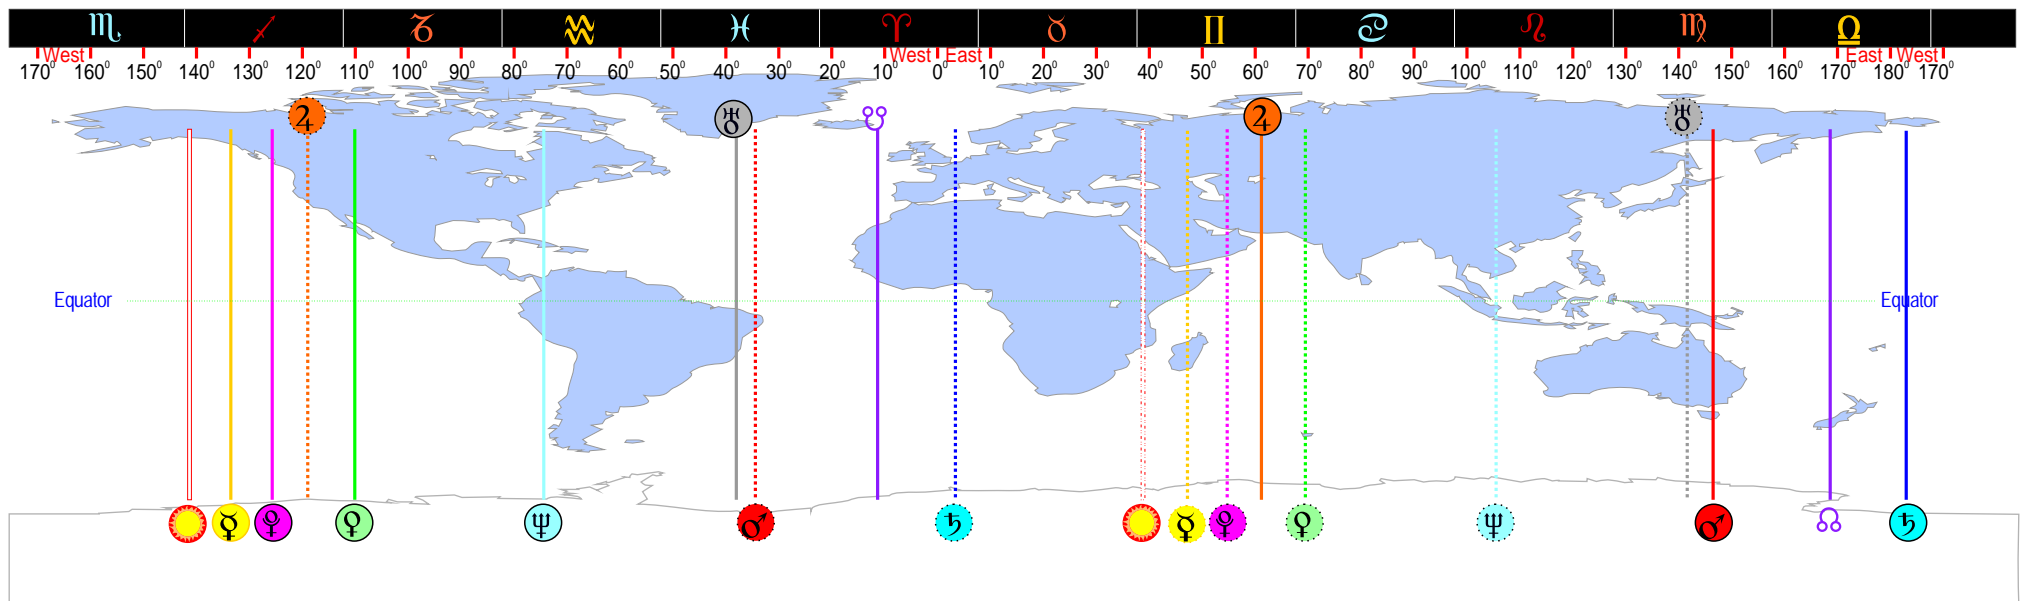 ♏ ♐ ♑ ♒ ♓ ♈ ♉ ♊ ♋ ♌ ♍ ♎
West West East East West
170° 160° 150° 140° 130° 120° 110° 100° 90° 80° 70° 60° 50° 40° 30° 20° 10° 0° 10° 20° 30° 40° 50° 60° 70° 80° 90° 100° 110° 120° 130° 140° 150° 160° 170° 180° 170°
♃ ♅ ☋ ♃ ♅
Equator Equator
☿ ♀ ♆ ♂ ♄ ☿ ♀ ♆ ♂ ☊ ♄